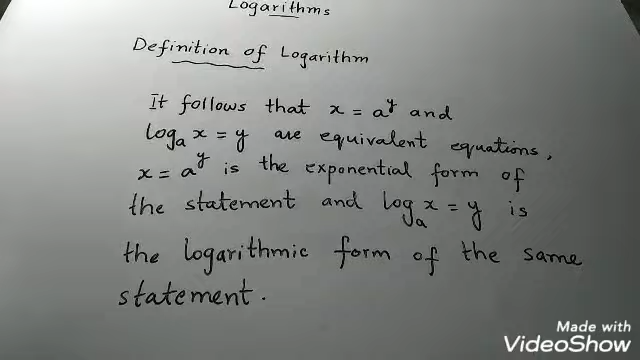 Logarithms
Definition of Logarithm
It follows that x = a^y and
log_a x = y are equivalent equations,
x = a^y is the exponential form of
the statement and log_a x = y is
the logarithmic form of the same
statement.
Made with
VideoShow